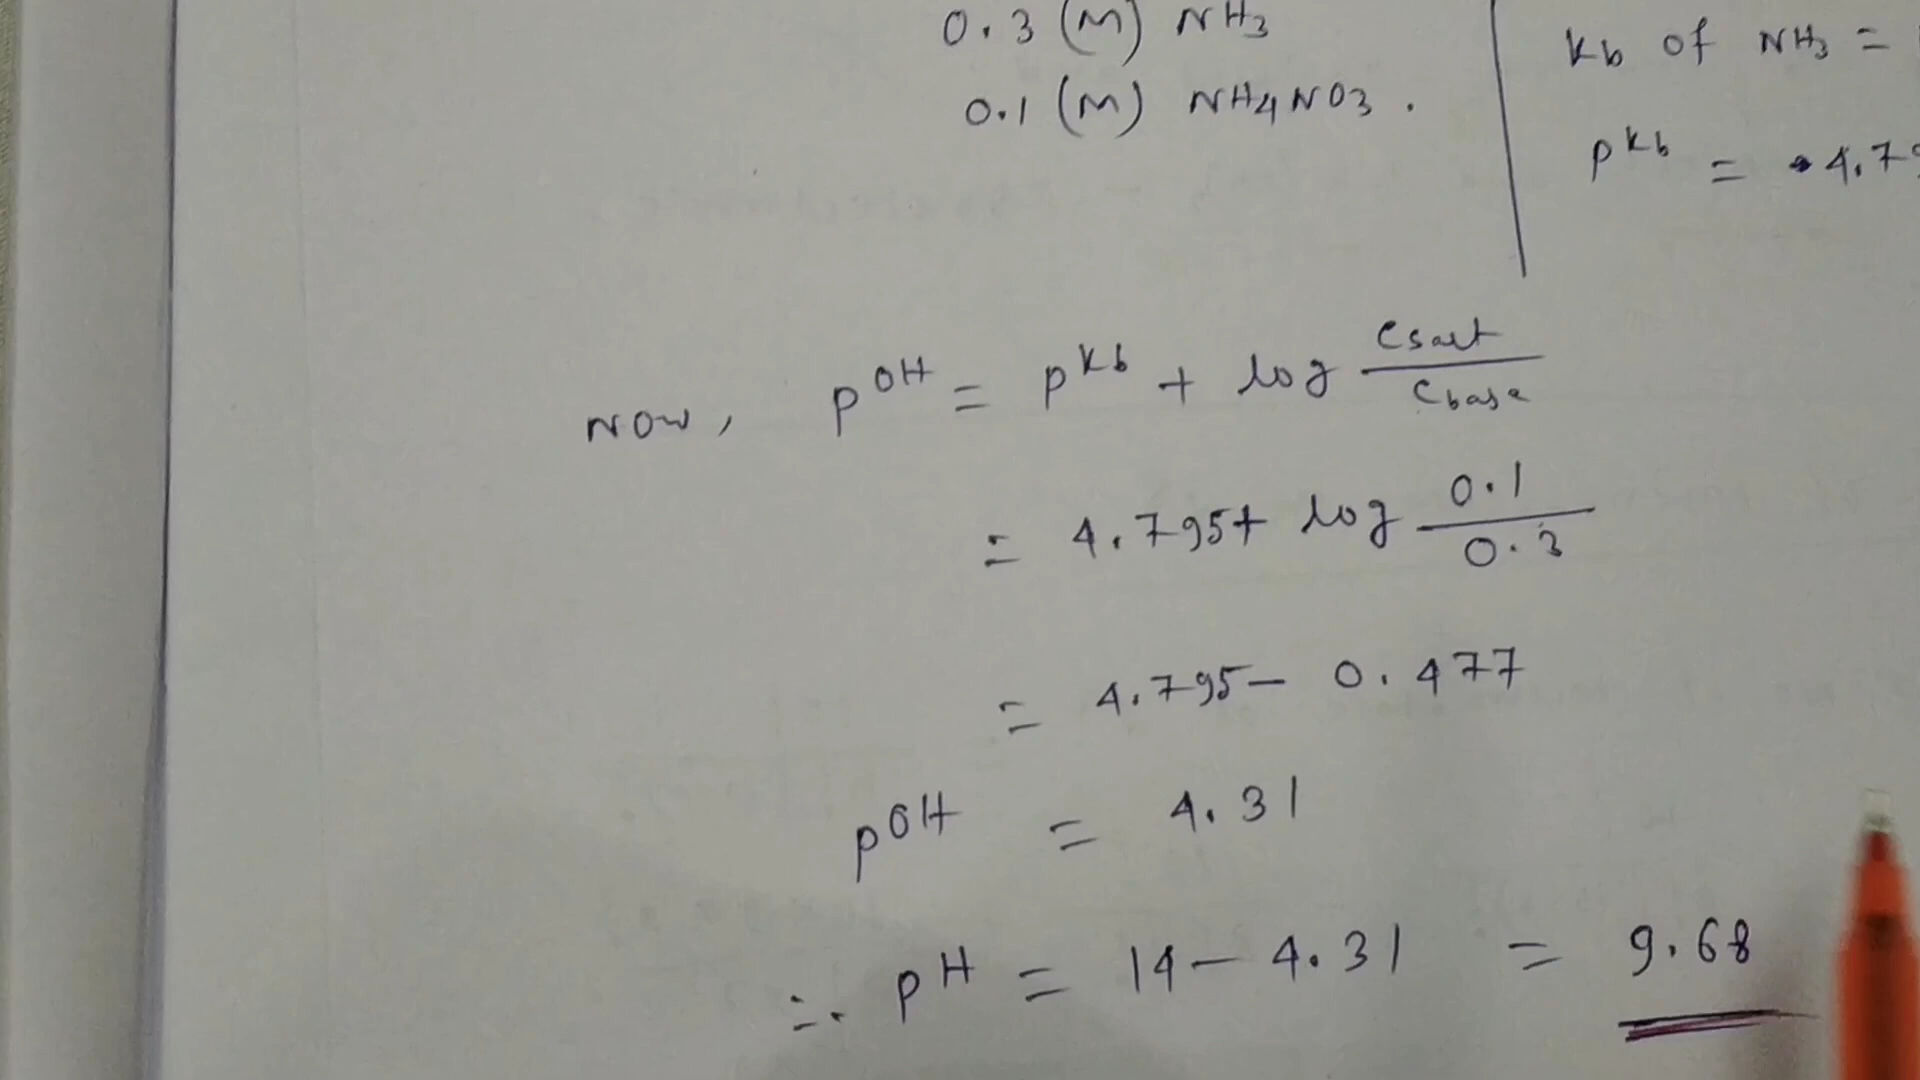 0.3 (M) NH3
0.1 (M) NH4NO3.
Kb of NH3 =
pKb = 4.79
NOW, pOH = pKb + log Csalt / Cbase
= 4.795 + log 0.1 / 0.3
= 4.795 - 0.477
pOH = 4.31
∴ pH = 14 - 4.31 = 9.68